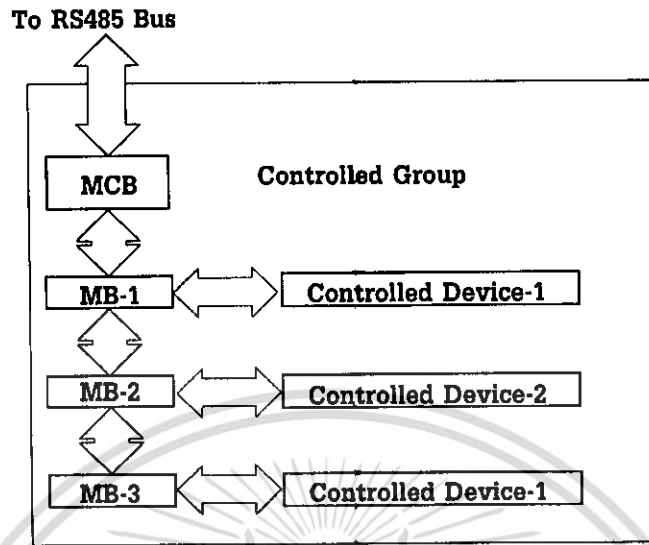 To RS485 Bus
MCB
Controlled Group
MB-1
Controlled Device-1
MB-2
Controlled Device-2
MB-3
Controlled Device-1